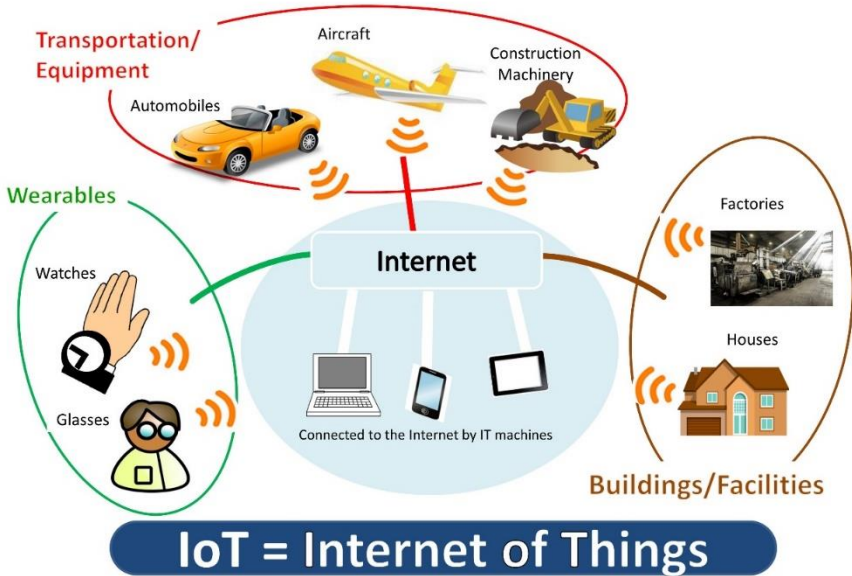 Transportation/
Equipment
Aircraft
Construction
Machinery
Automobiles
Wearables
Watches
Glasses
Internet
Connected to the Internet by IT machines
Factories
Houses
Buildings/Facilities
IoT = Internet of Things